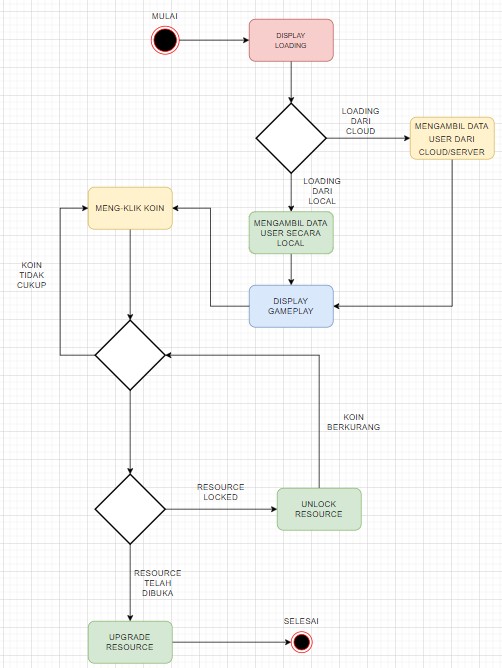 MULAI
DISPLAY
LOADING
LOADING
DARI
CLOUD
MENGAMBIL DATA
USER DARI
CLOUD/SERVER
LOADING
DARI
LOCAL
MENG-KLIK KOIN
MENGAMBIL DATA
USER SECARA
LOCAL
KOIN
TIDAK
CUKUP
DISPLAY
GAMEPLAY
KOIN
BERKURANG
RESOURCE
LOCKED
UNLOCK
RESOURCE
RESOURCE
TELAH
DIBUKA
UPGRADE
RESOURCE
SELESAI